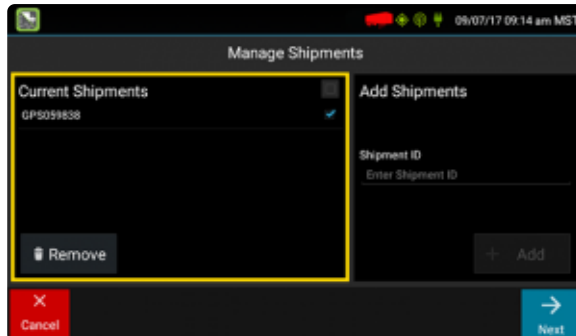 09/07/17 09:14 am MST
Manage Shipments
Current Shipments
GPS059838
Remove
Add Shipments
Shipment ID
Enter Shipment ID
+ Add
Cancel
Next